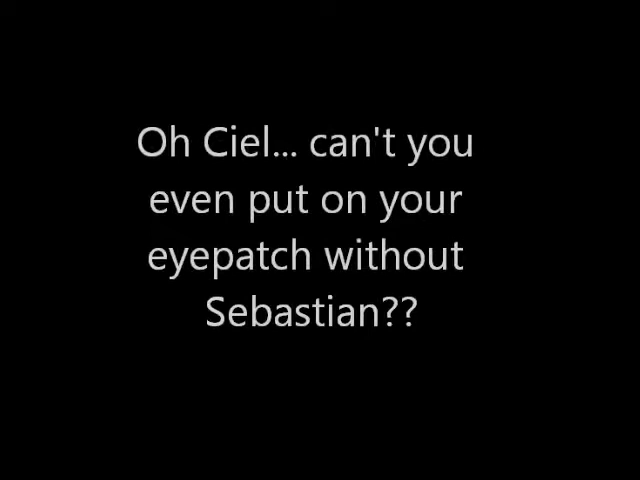 Oh Ciel... can't you
even put on your
eyepatch without
Sebastian??